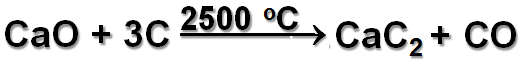 CaO + 3C 2500 ºC ⟶ CaC₂ + CO